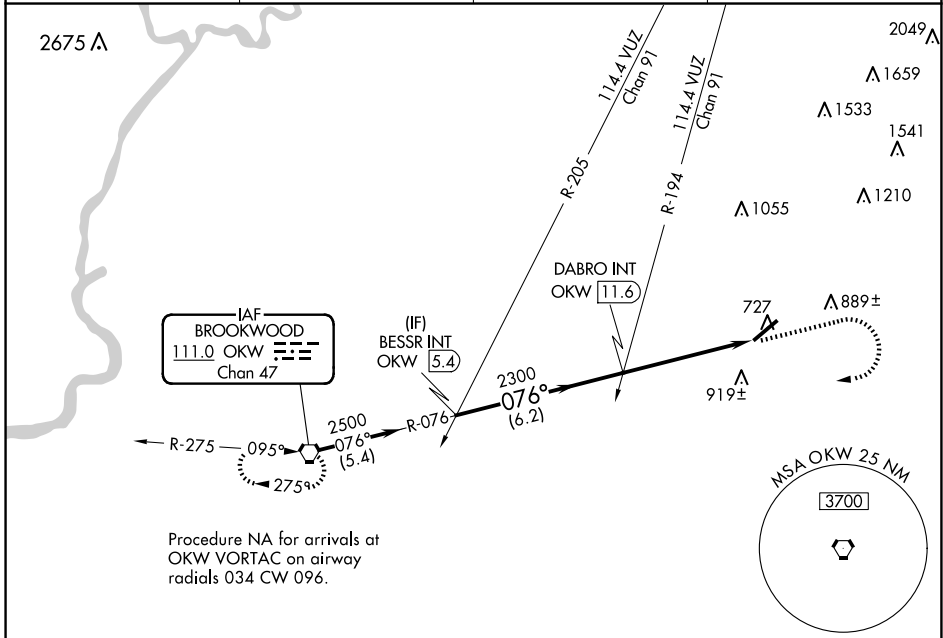 2675
2049
1659
1533
1541
1210
1055
114.4 VUZ
Chan 91
R-205
114.4 VUZ
Chan 91
R-194
DABRO INT
OKW 11.6
727
889±
919±
IAF
BROOKWOOD
111.0 OKW
Chan 47
(IF)
BESSR INT
OKW 5.4
2300
076°
(6.2)
2500
076°
(5.4)
R-076
R-275
095°
275°
MSA OKW 25 NM
3700
Procedure NA for arrivals at
OKW VORTAC on airway
radials 034 CW 096.